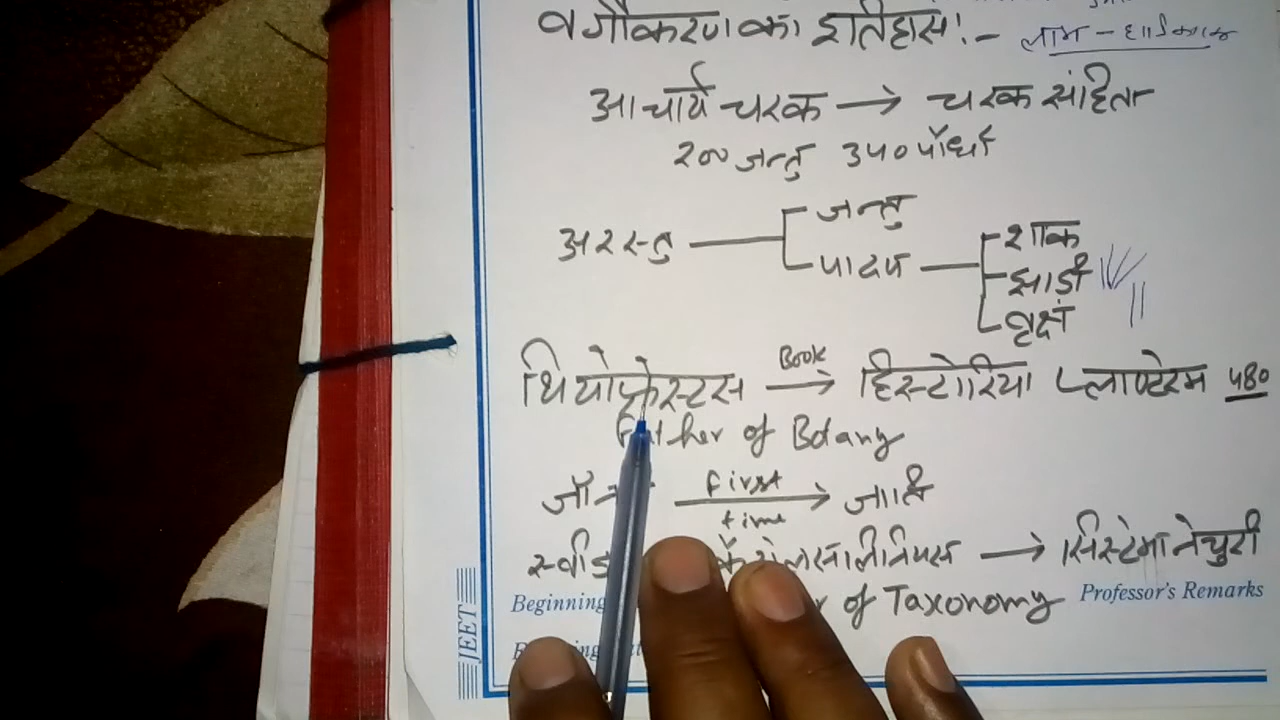 वर्गीकरण का इतिहास :-
आचार्य चरक → चरक संहिता
२०० जन्तु ३४० पौधों
अरस्तु
जन्तु
पादप
शाक
झाडी
वृक्ष
थियोफ्रेस्टस Book → हिस्टोरिया प्लाण्टेरम 480
Father of Botany
जॉन First time → जाति
लीनियस → सिस्टेमा नेचुरी
of Taxonomy
Beginning
Professor's Remarks
JEET